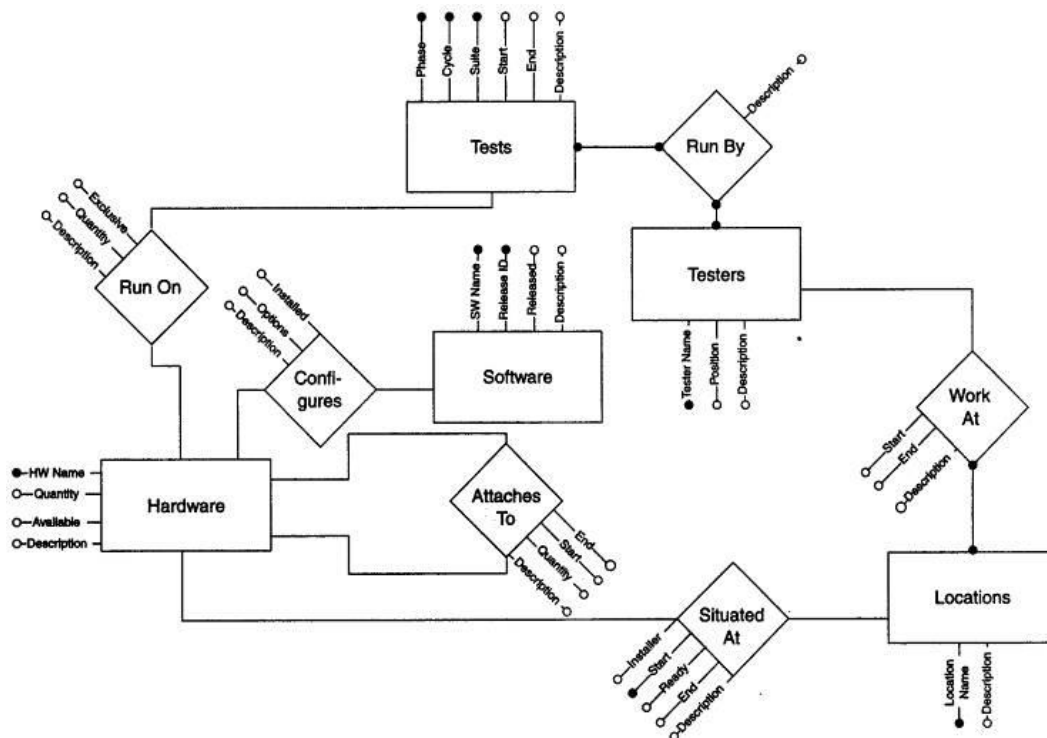 Phase
Cycle
Suite
Start
End
Description
Tests
Description
Run By
Exclusive
Quantity
Description
Run On
Testers
Tester Name
Position
Description
SW Name
Release ID
Released
Description
Software
Installed
Options
Description
Confi-
gures
Work
At
Start
End
Description
HW Name
Quantity
Available
Description
Hardware
Attaches
To
End
Start
Quantity
Description
Situated
At
Installer
Start
Ready
End
Description
Locations
Location
Name
Description